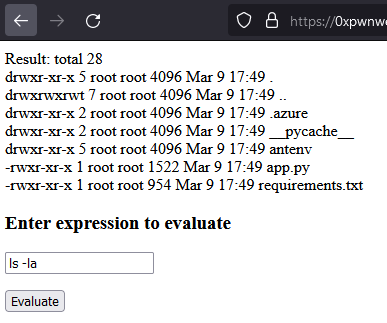 https://0xpwnw
Result: total 28
drwxr-xr-x 5 root root 4096 Mar 9 17:49 .
drwxrwxrwt 7 root root 4096 Mar 9 17:49 ..
drwxr-xr-x 2 root root 4096 Mar 9 17:49 .azure
drwxr-xr-x 2 root root 4096 Mar 9 17:49 __pycache__
drwxr-xr-x 5 root root 4096 Mar 9 17:49 antenv
-rwxr-xr-x 1 root root 1522 Mar 9 17:49 app.py
-rwxr-xr-x 1 root root 954 Mar 9 17:49 requirements.txt
Enter expression to evaluate
ls -la
Evaluate